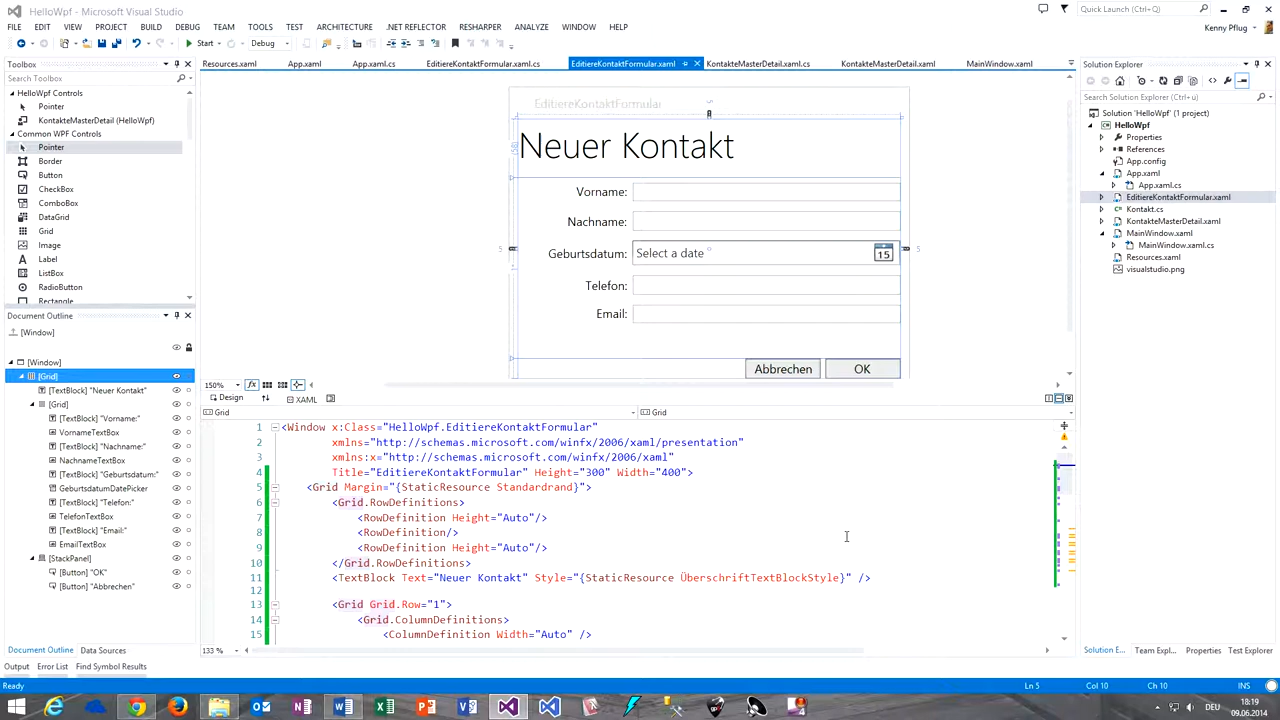 HelloWpf - Microsoft Visual Studio
Quick Launch (Ctrl+Q)
FILE EDIT VIEW PROJECT BUILD DEBUG TEAM TOOLS TEST ARCHITECTURE .NET REFLECTOR RESHARPER ANALYZE WINDOW HELP
Kenny Pflug
Start Debug
Toolbox
Resources.xaml App.xaml App.xaml.cs EditiereKontaktFormular.xaml.cs EditiereKontaktFormular.xaml KontakteMasterDetail.xaml.cs KontakteMasterDetail.xaml MainWindow.xaml
Solution Explorer
Search Toolbox
HelloWpf Controls
Pointer
KontakteMasterDetail (HelloWpf)
Common WPF Controls
Pointer
Border
Button
CheckBox
ComboBox
DataGrid
Grid
Image
Label
ListBox
RadioButton
Rectangle
Document Outline
[Window]
[Window]
[Grid]
[TextBlock] "Neuer Kontakt"
[Grid]
[TextBlock] "Vorname:"
VornameTextBox
[TextBlock] "Nachname:"
NachnameTextBox
[TextBlock] "Geburtsdatum:"
GeburtsdatumDatePicker
[TextBlock] "Telefon:"
TelefonTextBox
[TextBlock] "Email:"
EmailTextBox
[StackPanel]
[Button] "OK"
[Button] "Abbrechen"
Document Outline Data Sources
EditiereKontaktFormular
Neuer Kontakt
Vorname:
Nachname:
Geburtsdatum: Select a date 15
Telefon:
Email:
Abbrechen OK
5
5
150%
Design XAML
Grid Grid
1 <Window x:Class="HelloWpf.EditiereKontaktFormular"
2 xmlns="http://schemas.microsoft.com/winfx/2006/xaml/presentation"
3 xmlns:x="http://schemas.microsoft.com/winfx/2006/xaml"
4 Title="EditiereKontaktFormular" Height="300" Width="400">
5 <Grid Margin="{StaticResource Standardrand}">
6 <Grid.RowDefinitions>
7 <RowDefinition Height="Auto"/>
8 <RowDefinition/>
9 <RowDefinition Height="Auto"/>
10 </Grid.RowDefinitions>
11 <TextBlock Text="Neuer Kontakt" Style="{StaticResource ÜberschriftTextBlockStyle}" />
12
13 <Grid Grid.Row="1">
14 <Grid.ColumnDefinitions>
15 <ColumnDefinition Width="Auto" />
133 %
Search Solution Explorer (Ctrl+ü)
Solution 'HelloWpf' (1 project)
HelloWpf
Properties
References
App.config
App.xaml
App.xaml.cs
EditiereKontaktFormular.xaml
Kontakt.cs
KontakteMasterDetail.xaml
MainWindow.xaml
MainWindow.xaml.cs
Resources.xaml
visualstudio.png
Solution E... Team Expl... Properties Test Explorer
Output Error List Find Symbol Results
Ready Ln 5 Col 10 Ch 10 INS
DEU
18:19
09.06.2014